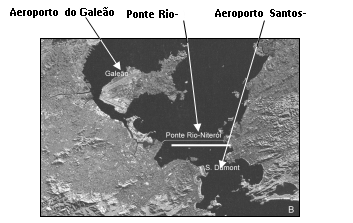 Aeroporto do Galeão Ponte Rio- Aeroporto Santos-
Galeão
Ponte Rio-Niterói
S. Dumont
B